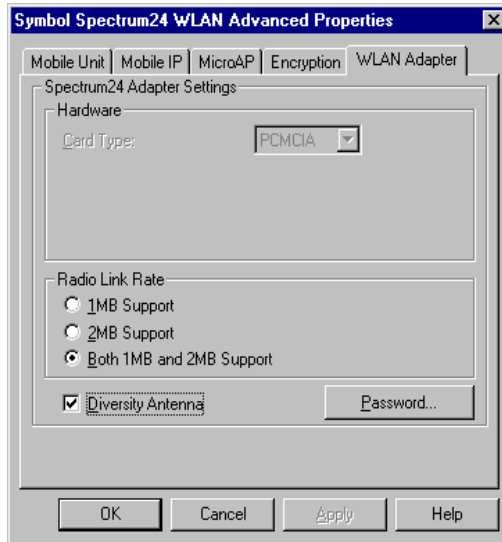 Symbol Spectrum24 WLAN Advanced Properties
Mobile Unit Mobile IP MicroAP Encryption WLAN Adapter
Spectrum24 Adapter Settings
Hardware
Card Type: PCMCIA
Radio Link Rate
1MB Support
2MB Support
Both 1MB and 2MB Support
Diversity Antenna Password...
OK Cancel Apply Help